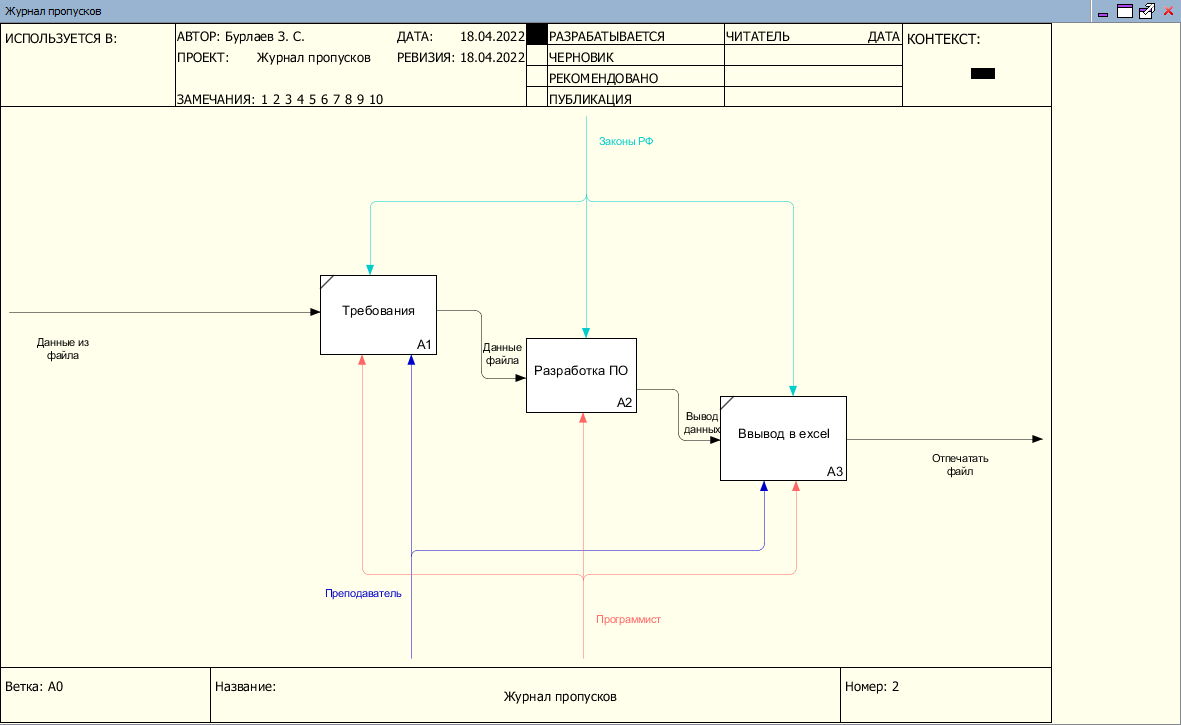 Журнал пропусков
ИСПОЛЬЗУЕТСЯ В:
АВТОР: Бурлаев З. С. ДАТА: 18.04.2022
ПРОЕКТ: Журнал пропусков РЕВИЗИЯ: 18.04.2022
ЗАМЕЧАНИЯ: 1 2 3 4 5 6 7 8 9 10
РАЗРАБАТЫВАЕТСЯ
ЧЕРНОВИК
РЕКОМЕНДОВАНО
ПУБЛИКАЦИЯ
ЧИТАТЕЛЬ ДАТА
КОНТЕКСТ:
Законы РФ
Требования
A1
Данные из
файла
Данные
файла
Разработка ПО
A2
Вывод
данных
Ввывод в excel
A3
Отпечатать
файл
Преподаватель
Программист
Ветка: A0
Название:
Журнал пропусков
Номер: 2